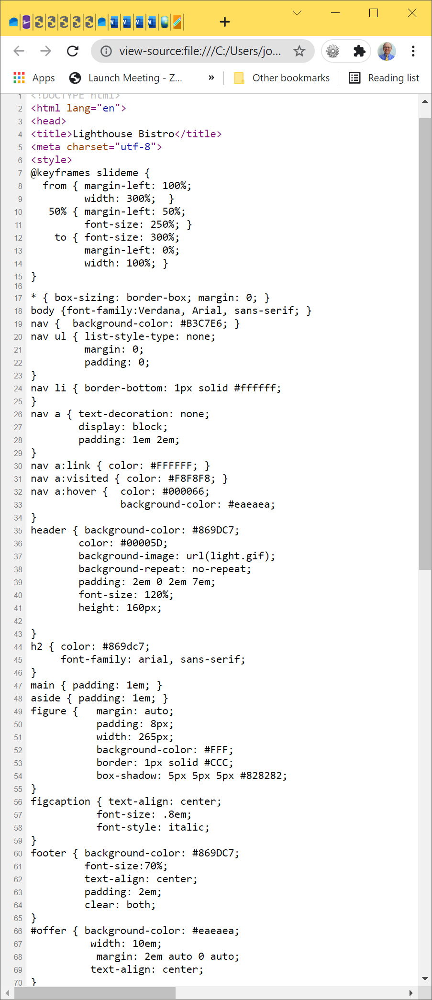 view-source:file:///C:/Users/jo...
Apps
Launch Meeting - Z...
»
Other bookmarks
Reading list
1 <!DOCTYPE html>
2 <html lang="en">
3 <head>
4 <title>Lighthouse Bistro</title>
5 <meta charset="utf-8">
6 <style>
7 @keyframes slideme {
8 from { margin-left: 100%;
9 width: 300%; }
10 50% { margin-left: 50%;
11 font-size: 250%; }
12 to { font-size: 300%;
13 margin-left: 0%;
14 width: 100%; }
15 }
16
17 * { box-sizing: border-box; margin: 0; }
18 body {font-family:Verdana, Arial, sans-serif; }
19 nav { background-color: #B3C7E6; }
20 nav ul { list-style-type: none;
21 margin: 0;
22 padding: 0;
23 }
24 nav li { border-bottom: 1px solid #ffffff;
25 }
26 nav a { text-decoration: none;
27 display: block;
28 padding: 1em 2em;
29 }
30 nav a:link { color: #FFFFFF; }
31 nav a:visited { color: #F8F8F8; }
32 nav a:hover { color: #000066;
33 background-color: #eaeaea;
34 }
35 header { background-color: #869DC7;
36 color: #00005D;
37 background-image: url(light.gif);
38 background-repeat: no-repeat;
39 padding: 2em 0 2em 7em;
40 font-size: 120%;
41 height: 160px;
42
43 }
44 h2 { color: #869dc7;
45 font-family: arial, sans-serif;
46 }
47 main { padding: 1em; }
48 aside { padding: 1em; }
49 figure { margin: auto;
50 padding: 8px;
51 width: 265px;
52 background-color: #FFF;
53 border: 1px solid #CCC;
54 box-shadow: 5px 5px 5px #828282;
55 }
56 figcaption { text-align: center;
57 font-size: .8em;
58 font-style: italic;
59 }
60 footer { background-color: #869DC7;
61 font-size:70%;
62 text-align: center;
63 padding: 2em;
64 clear: both;
65 }
66 #offer { background-color: #eaeaea;
67 width: 10em;
68 margin: 2em auto 0 auto;
69 text-align: center;
70 }